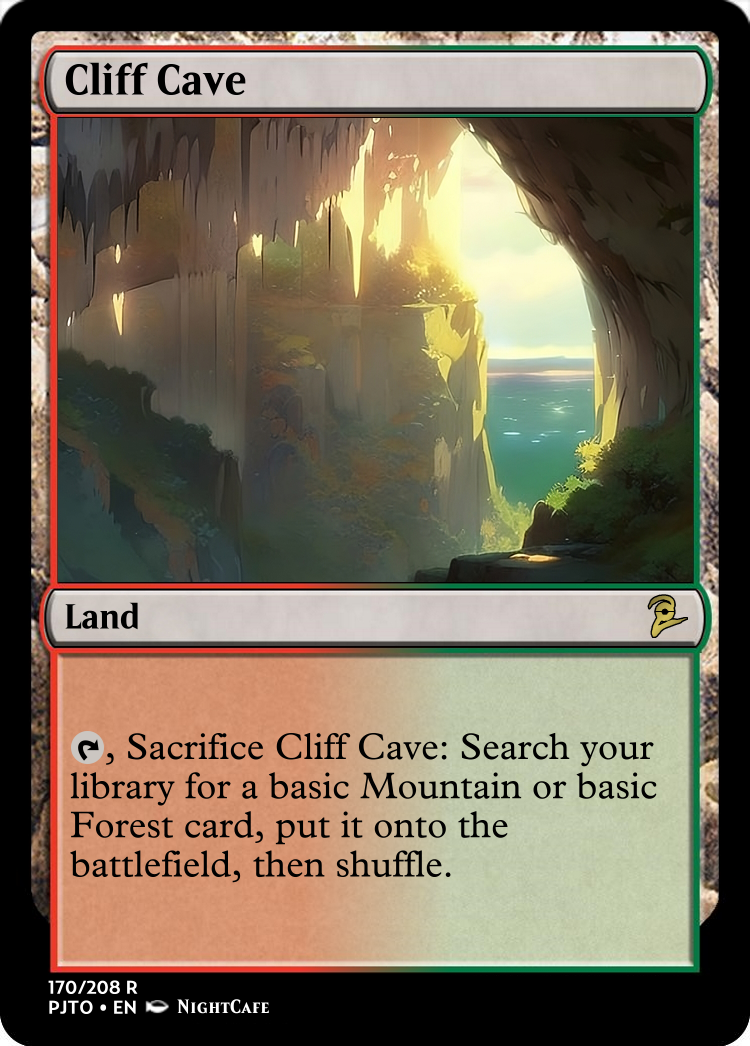 Cliff Cave
Land
, Sacrifice Cliff Cave: Search your
library for a basic Mountain or basic
Forest card, put it onto the
battlefield, then shuffle.
170/208 R
PJTO • EN NightCafe